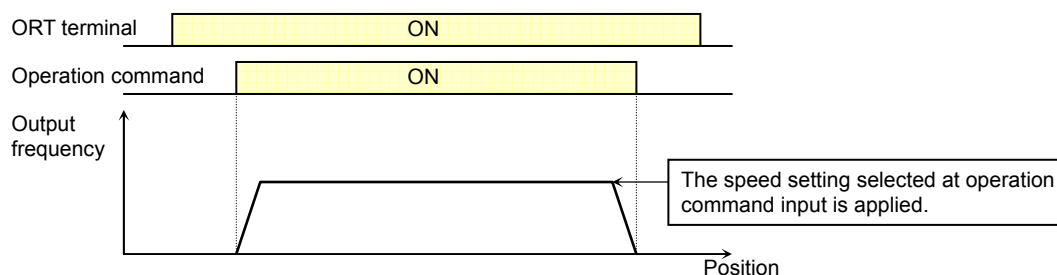 ORT terminal
ON
Operation command
ON
Output
frequency
The speed setting selected at operation
command input is applied.
Position